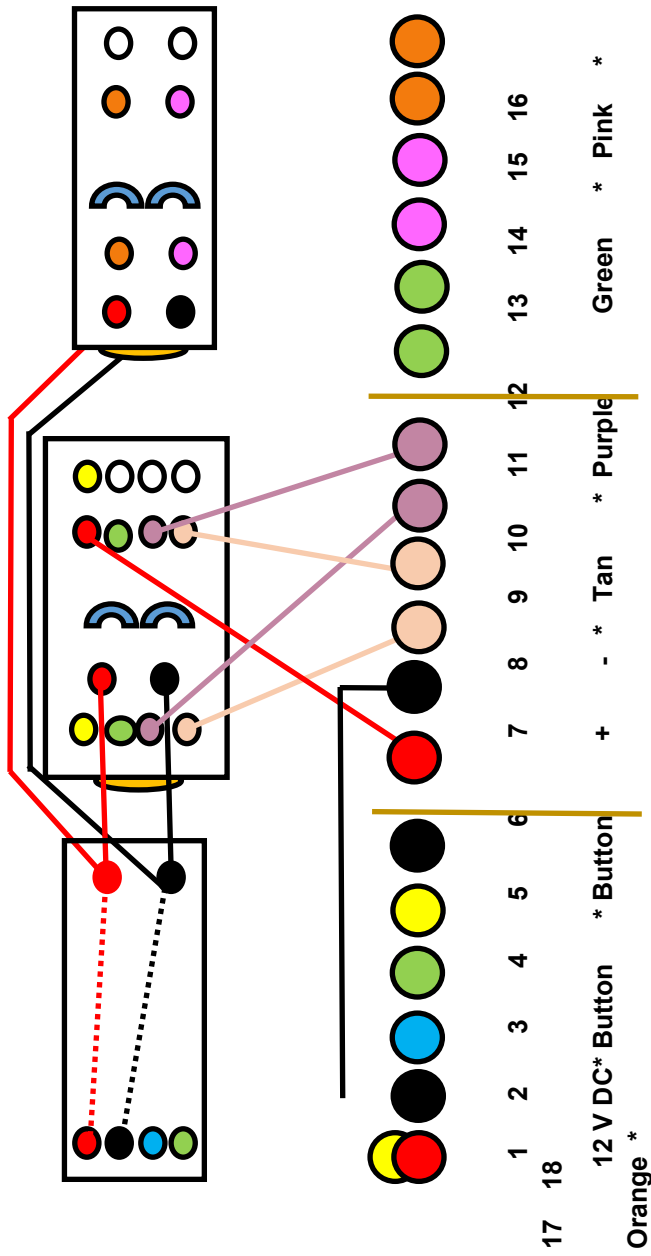 1 2 3 4 5 6 7 8 9 10 11 12 13 14 15 16
17 18
12 V DC* Button * Button + - * Tan * Purple Green * Pink *
Orange *